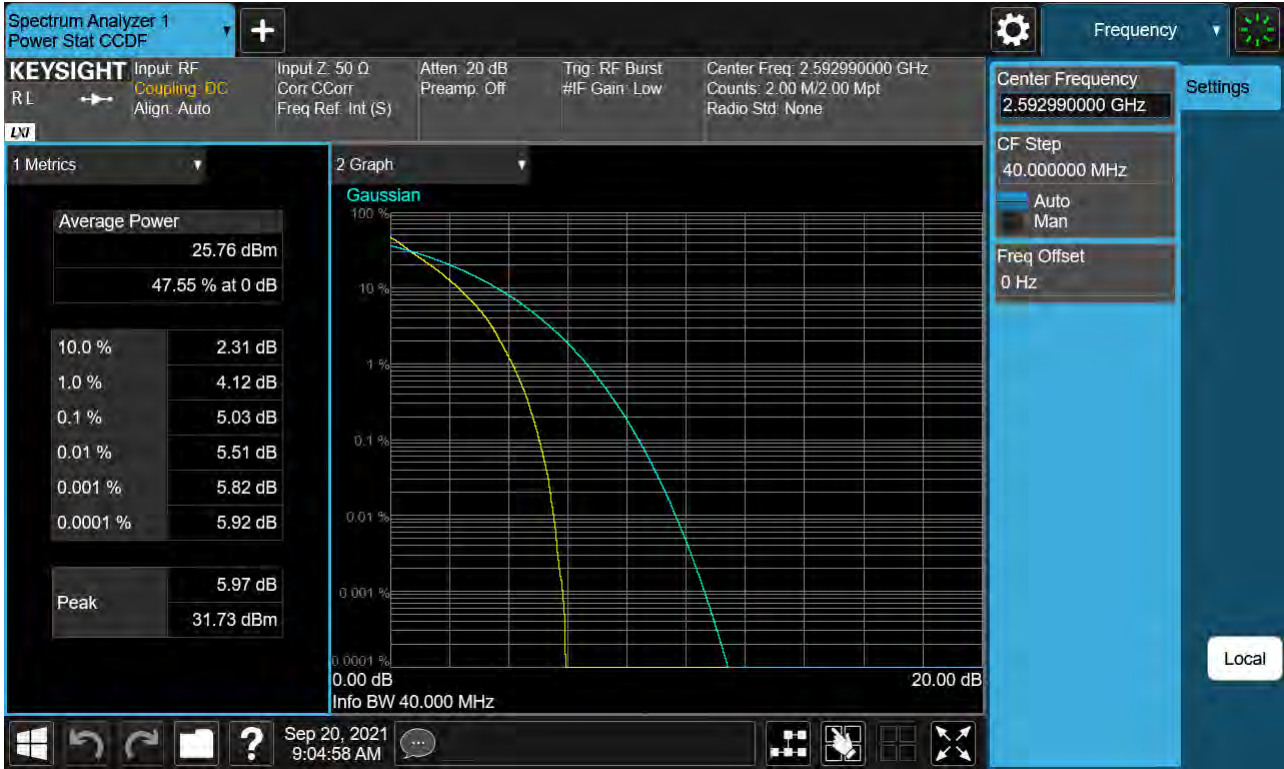 Spectrum Analyzer 1
Power Stat CCDF
Frequency
KEYSIGHT
R L
LXI
Input: RF
Coupling: DC
Align: Auto
Input Z: 50 Ω
Corr CCorr
Freq Ref: Int (S)
Atten: 20 dB
Preamp: Off
Trig: RF Burst
#IF Gain: Low
Center Freq: 2.592990000 GHz
Counts: 2.00 M/2.00 Mpt
Radio Std: None
Center Frequency
2.592990000 GHz
Settings
CF Step
40.000000 MHz
Auto
Man
Freq Offset
0 Hz
1 Metrics
Average Power
25.76 dBm
47.55 % at 0 dB
10.0 % 2.31 dB
1.0 % 4.12 dB
0.1 % 5.03 dB
0.01 % 5.51 dB
0.001 % 5.82 dB
0.0001 % 5.92 dB
Peak
5.97 dB
31.73 dBm
2 Graph
Gaussian
100 %
10 %
1 %
0.1 %
0.01 %
0.001 %
0.0001 %
0.00 dB 20.00 dB
Info BW 40.000 MHz
Local
?
Sep 20, 2021
9:04:58 AM